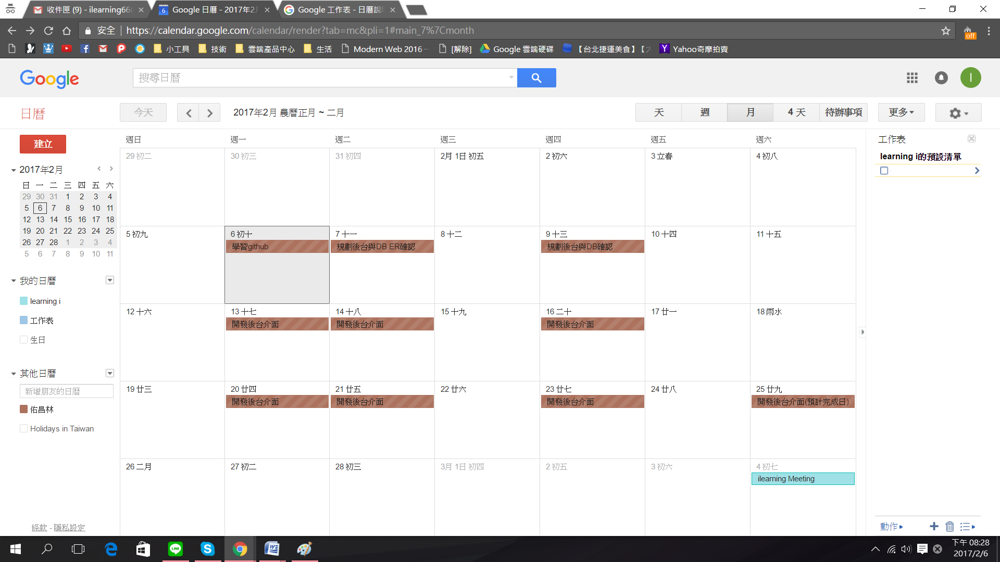 收件匣 (9) - ilearning66
Google 日曆 - 2017年2月
Google 工作表 - 日曆說
安全 https://calendar.google.com/calendar/render?tab=mc&pli=1#main_7%7Cmonth
off
小工具 技術 雲端產品中心 生活 Modern Web 2016 [解除] Google 雲端硬碟 【台北捷運美食】 Yahoo奇摩拍賣
Google
搜尋日曆
I
日曆
今天
2017年2月 農曆正月 ~ 二月
天 週 月 4 天 待辦事項 更多
建立
2017年2月
日 一 二 三 四 五 六
29 30 31 1 2 3 4
5 6 7 8 9 10 11
12 13 14 15 16 17 18
19 20 21 22 23 24 25
26 27 28 1 2 3 4
5 6 7 8 9 10 11
我的日曆
learning i
工作表
生日
其他日曆
新增朋友的日曆
佑昌林
Holidays in Taiwan
條款 - 隱私設定
週日 週一 週二 週三 週四 週五 週六
29 初二 30 初三 31 初四 2月 1日 初五 2 初六 3 立春 4 初八
5 初九 6 初十 7 十一 8 十二 9 十三 10 十四 11 十五
學習github 規劃後台與DB ER確認 規劃後台與DB確認
12 十六 13 十七 14 十八 15 十九 16 二十 17 廿一 18 雨水
開發後台介面 開發後台介面 開發後台介面
19 廿三 20 廿四 21 廿五 22 廿六 23 廿七 24 廿八 25 廿九
開發後台介面 開發後台介面 開發後台介面 開發後台介面(預計完成日)
26 二月 27 初二 28 初三 3月 1日 初四 2 初五 3 初六 4 初七
ilearning Meeting
工作表
learning i的預設清單
動作
LINE
下午 08:28
2017/2/6